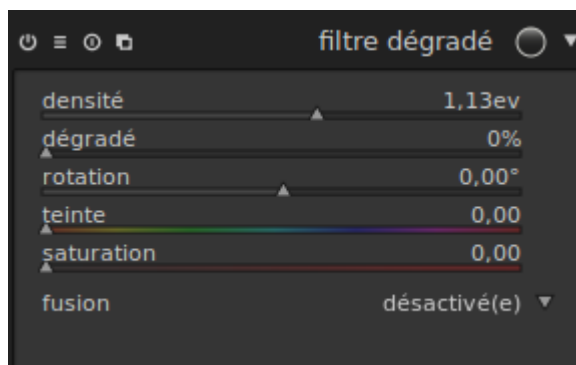 filtre dégradé
densité 1,13ev
dégradé 0%
rotation 0,00°
teinte 0,00
saturation 0,00
fusion désactivé(e)